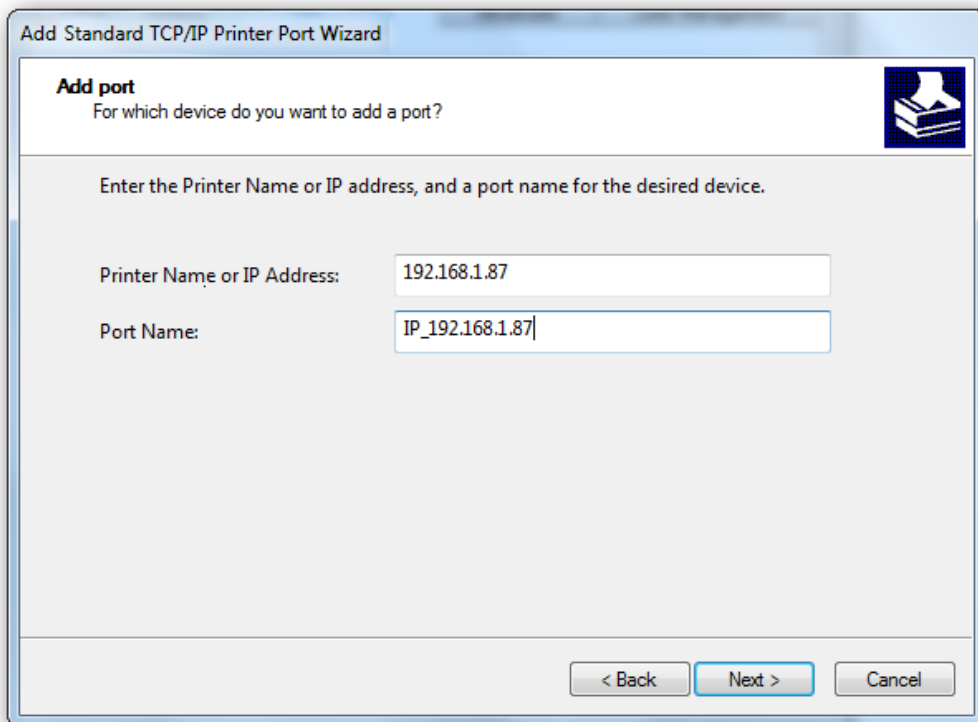 Add Standard TCP/IP Printer Port Wizard
Add port
For which device do you want to add a port?
Enter the Printer Name or IP address, and a port name for the desired device.
Printer Name or IP Address: 192.168.1.87
Port Name: IP_192.168.1.87
< Back Next > Cancel